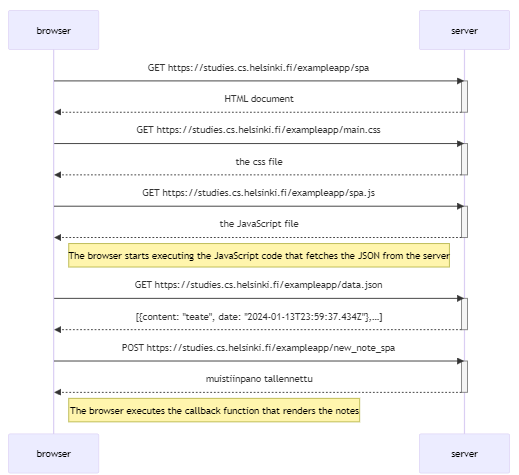 browser
server
GET https://studies.cs.helsinki.fi/exampleapp/spa
HTML document
GET https://studies.cs.helsinki.fi/exampleapp/main.css
the css file
GET https://studies.cs.helsinki.fi/exampleapp/spa.js
the JavaScript file
The browser starts executing the JavaScript code that fetches the JSON from the server
GET https://studies.cs.helsinki.fi/exampleapp/data.json
[{content: "teate", date: "2024-01-13T23:59:37.434Z"},...]
POST https://studies.cs.helsinki.fi/exampleapp/new_note_spa
muistiinpano tallennettu
The browser executes the callback function that renders the notes
browser
server